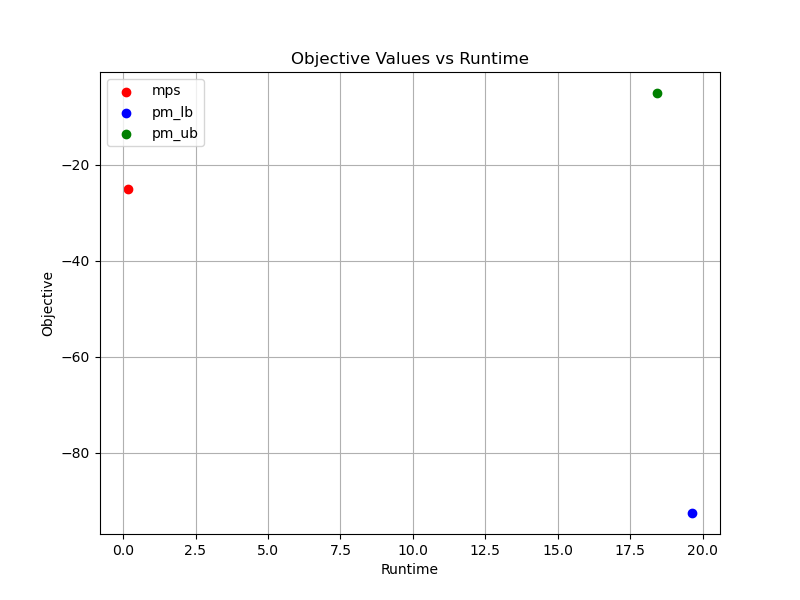 Objective Values vs Runtime
mps
pm_lb
pm_ub
−20
−40
−60
−80
Objective
0.0 2.5 5.0 7.5 10.0 12.5 15.0 17.5 20.0
Runtime